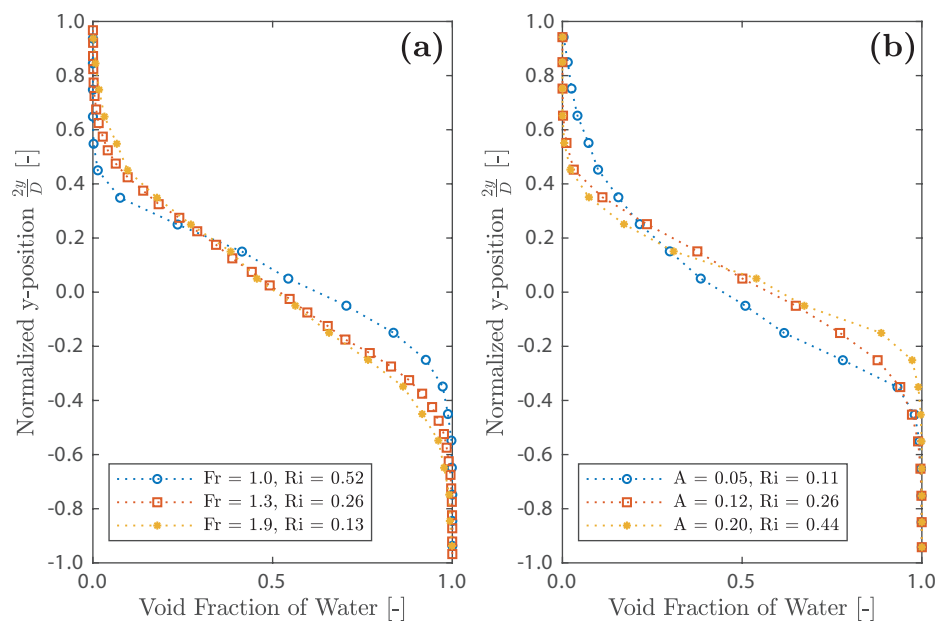 (a)
Normalized y-position 2y/D [-]
1.0
0.8
0.6
0.4
0.2
0.0
-0.2
-0.4
-0.6
-0.8
-1.0
Fr = 1.0, Ri = 0.52
Fr = 1.3, Ri = 0.26
Fr = 1.9, Ri = 0.13
0.0 0.5 1.0
Void Fraction of Water [-]
(b)
Normalized y-position 2y/D [-]
1.0
0.8
0.6
0.4
0.2
0.0
-0.2
-0.4
-0.6
-0.8
-1.0
A = 0.05, Ri = 0.11
A = 0.12, Ri = 0.26
A = 0.20, Ri = 0.44
0.0 0.5 1.0
Void Fraction of Water [-]